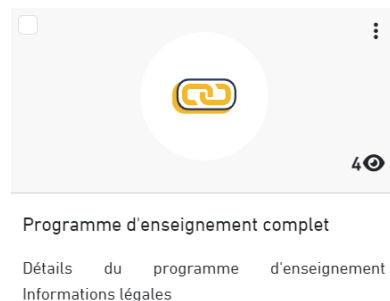 4
Programme d'enseignement complet
Détails du programme d'enseignement
Informations légales